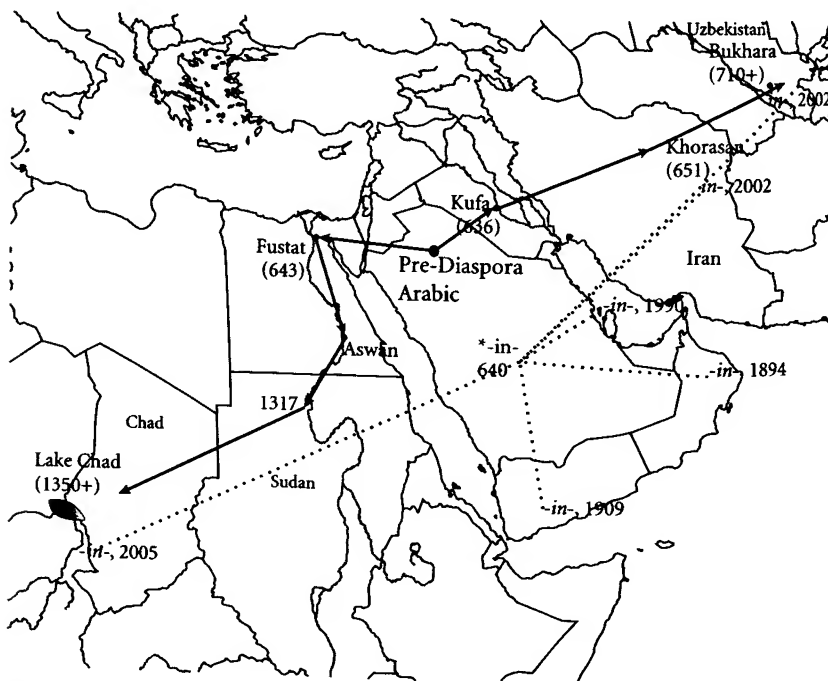 Uzbekistan
Bukhara
(710+)
-in-, 2002
Khorasan
(651)
-in-, 2002
Kufa
(636)
Fustat
(643)
Pre-Diaspora
Arabic
Iran
-in-, 1990
Aswan
*-in-
640
-in-, 1894
1317
Chad
Lake Chad
(1350+)
Sudan
-in-, 1909
-in-, 2005